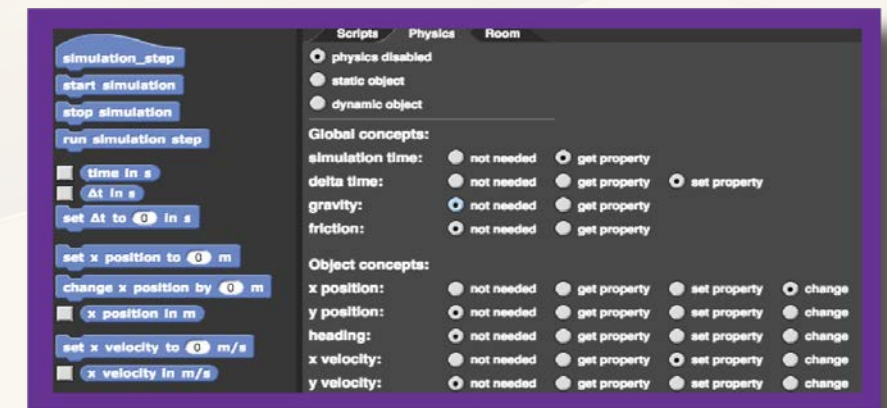 simulation_step
start simulation
stop simulation
run simulation step
time in s
Δt in s
set Δt to 0 in s
set x position to 0 m
change x position by 0 m
x position in m
set x velocity to 0 m/s
x velocity in m/s
Scripts Physics Room
physics disabled
static object
dynamic object
Global concepts:
simulation time: not needed get property
delta time: not needed get property set property
gravity: not needed get property
friction: not needed get property
Object concepts:
x position: not needed get property set property change
y position: not needed get property set property change
heading: not needed get property set property change
x velocity: not needed get property set property change
y velocity: not needed get property set property change